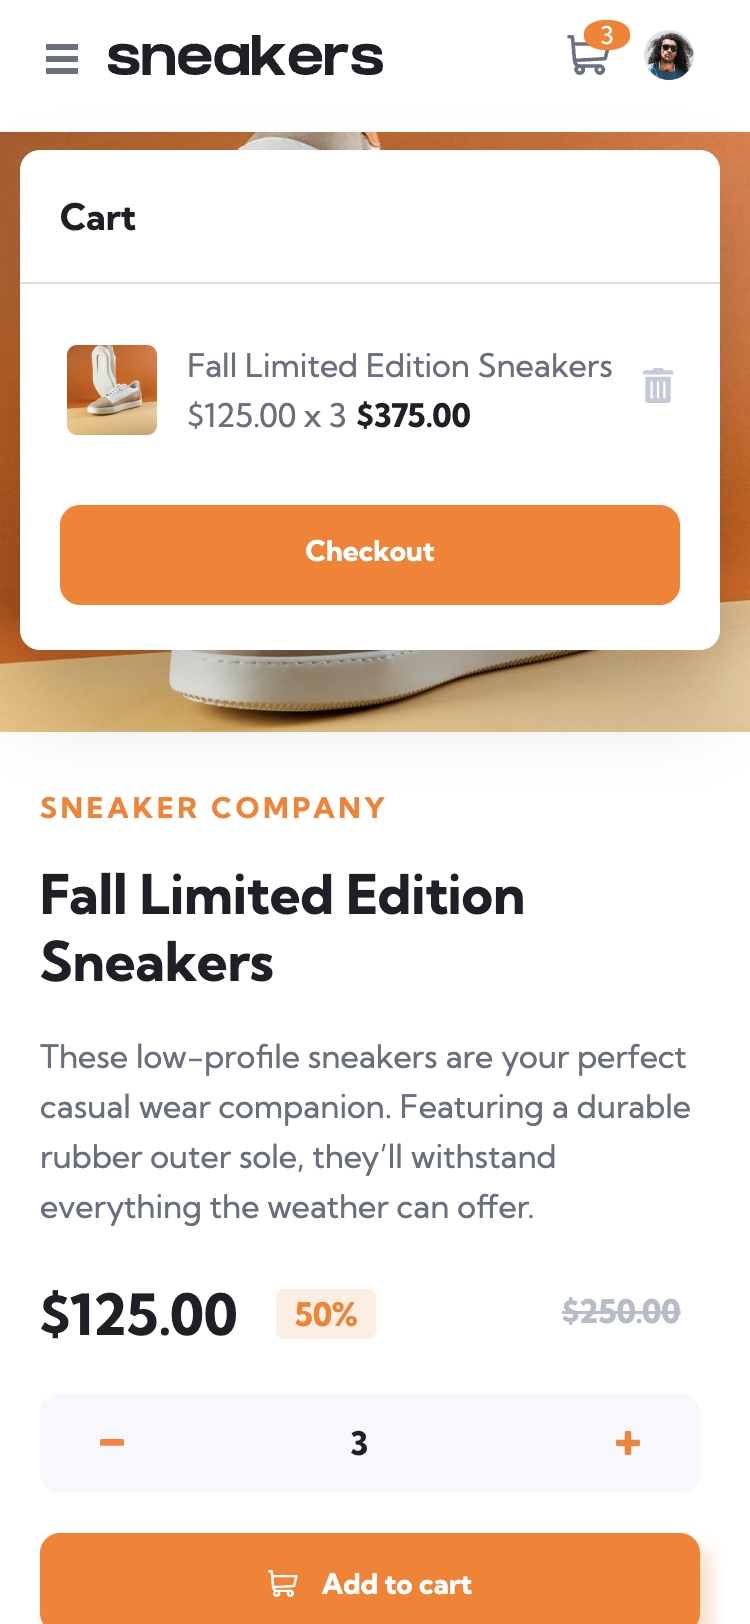 sneakers
3
Cart
Fall Limited Edition Sneakers
$125.00 x 3 $375.00
Checkout
SNEAKER COMPANY
Fall Limited Edition
Sneakers
These low-profile sneakers are your perfect
casual wear companion. Featuring a durable
rubber outer sole, they’ll withstand
everything the weather can offer.
$125.00 50% $250.00
3
Add to cart